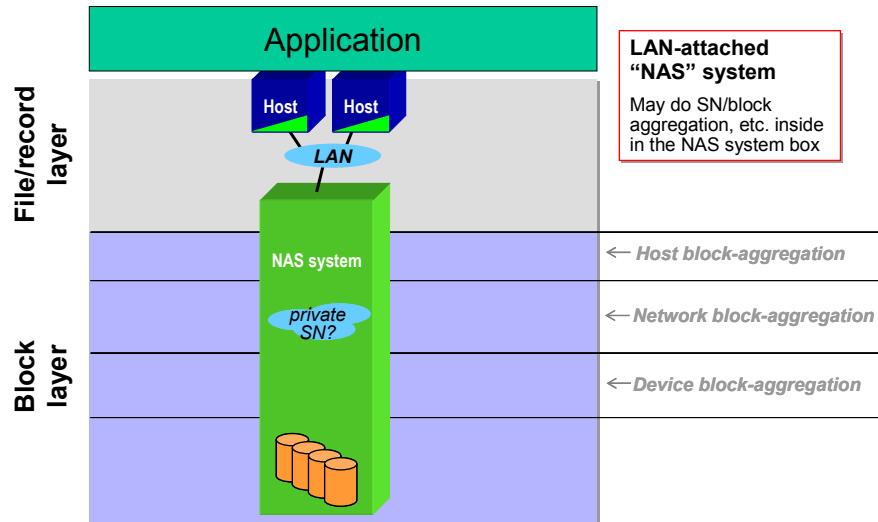 Application
LAN-attached
“NAS” system
May do SN/block
aggregation, etc. inside
in the NAS system box
File/record
layer
Host
Host
LAN
NAS system
Host block-aggregation
private
SN?
Network block-aggregation
Block
layer
Device block-aggregation